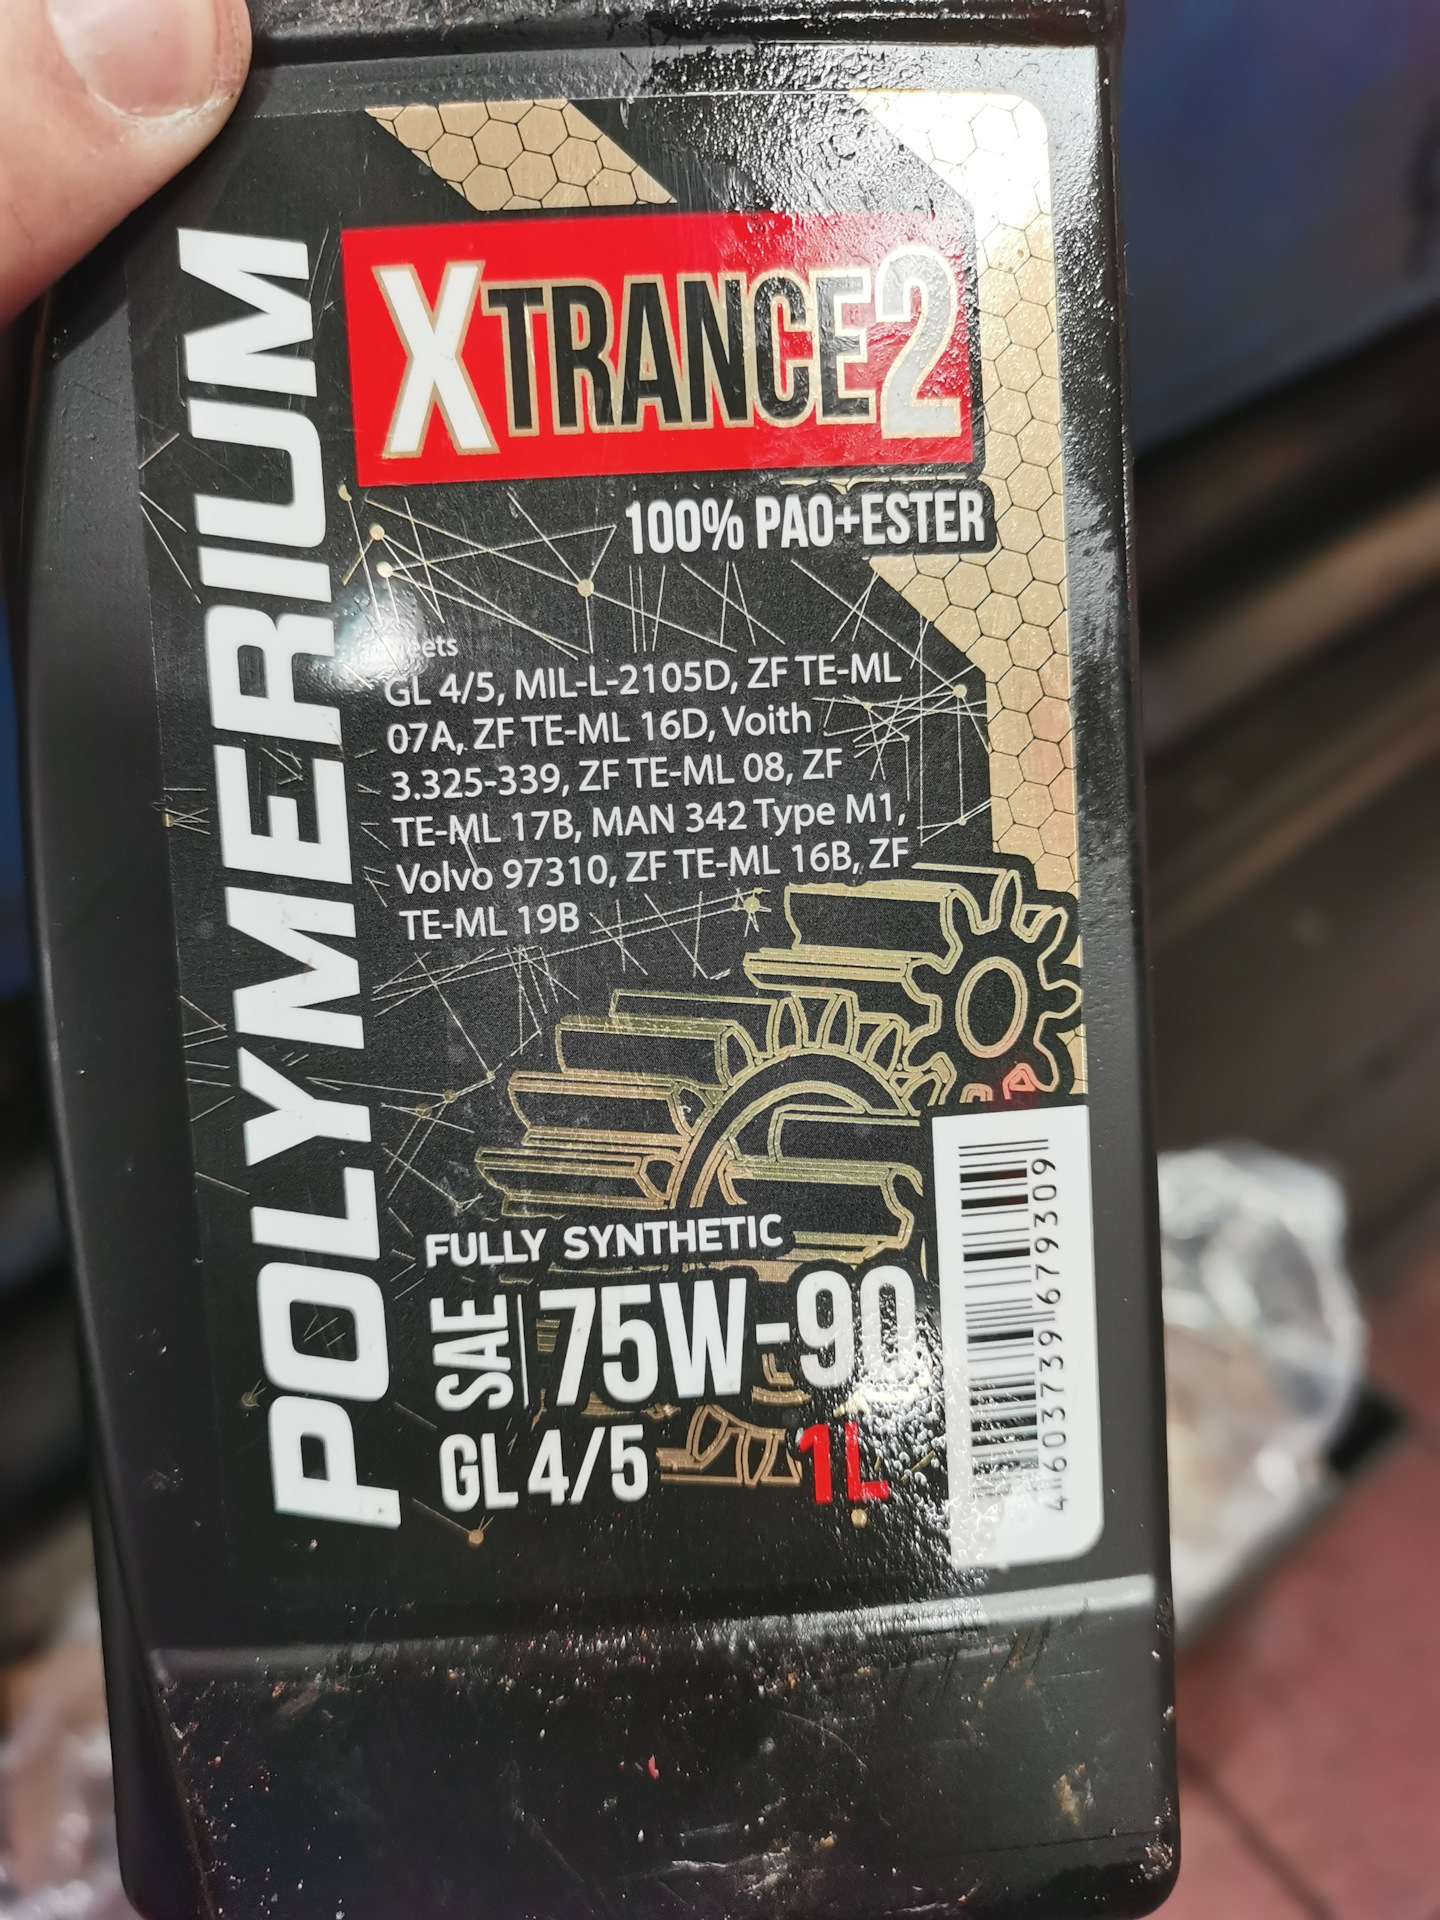 POLYMERIUM
XTRANCE2
100% PAO+ESTER
GL 4/5, MIL-L-2105D, ZF TE-ML
07A, ZF TE-ML 16D, Voith
3.325-339, ZF TE-ML 08, ZF
TE-ML 17B, MAN 342 Type M1,
Volvo 97310, ZF TE-ML 16B, ZF
TE-ML 19B
FULLY SYNTHETIC
SAE 75W-90
GL 4/5 1L
4603739679309